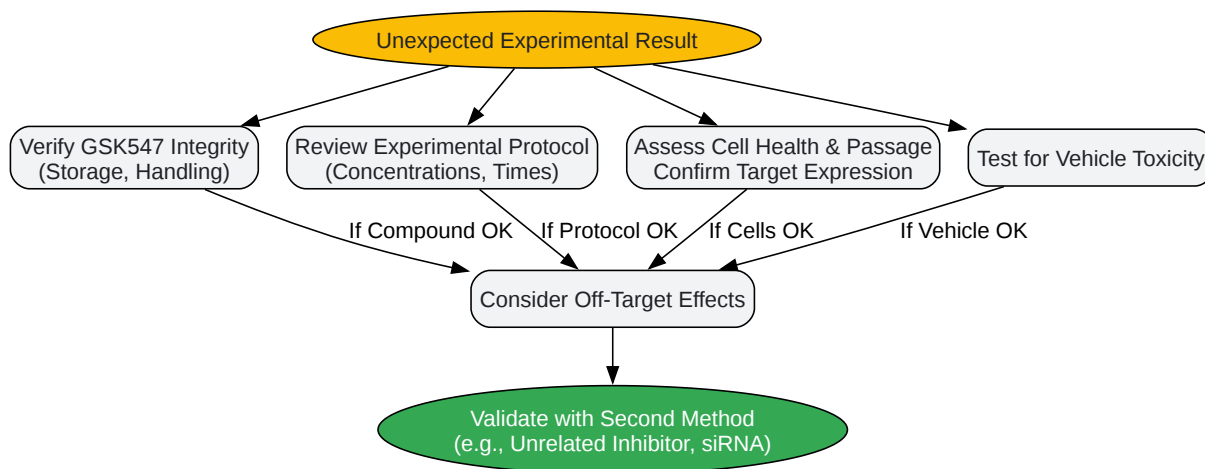 Unexpected Experimental Result
Verify GSK547 Integrity
(Storage, Handling)
Review Experimental Protocol
(Concentrations, Times)
Assess Cell Health & Passage
Confirm Target Expression
Test for Vehicle Toxicity
If Compound OK
If Protocol OK
If Cells OK
If Vehicle OK
Consider Off-Target Effects
Validate with Second Method
(e.g., Unrelated Inhibitor, siRNA)